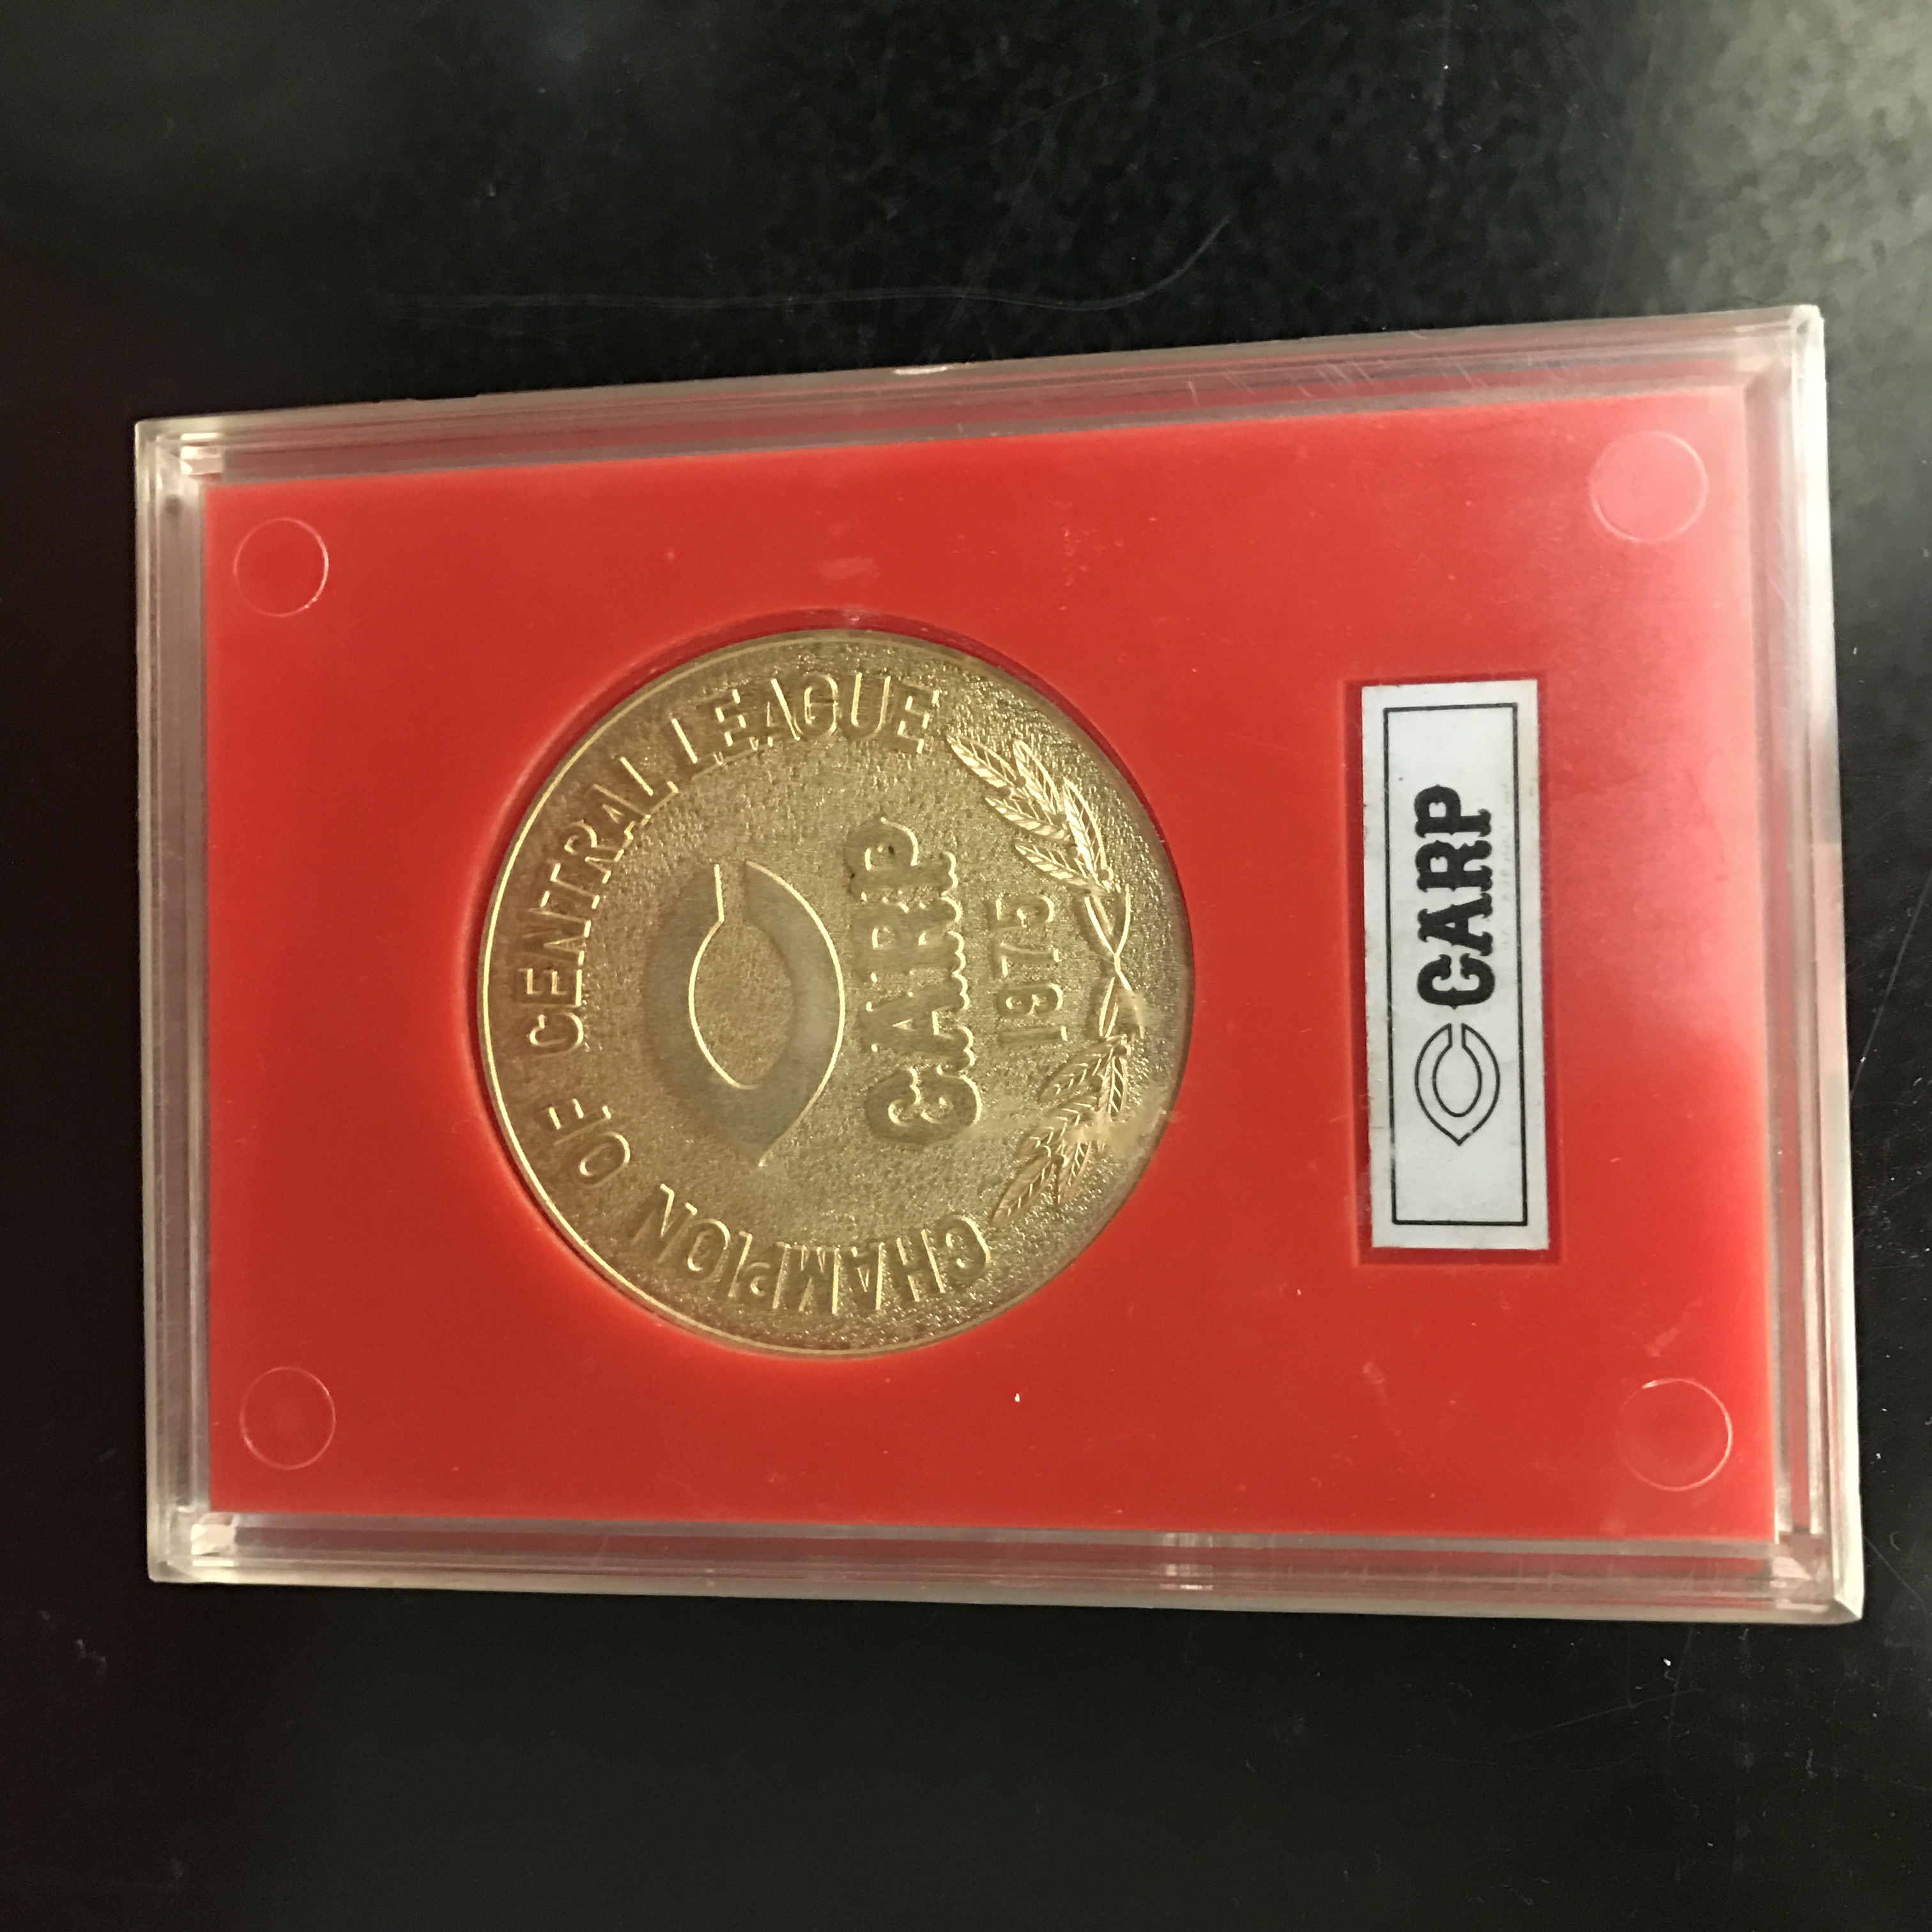 CHAMPION OF CENTRAL LEAGUE
CARP
1975
CARP